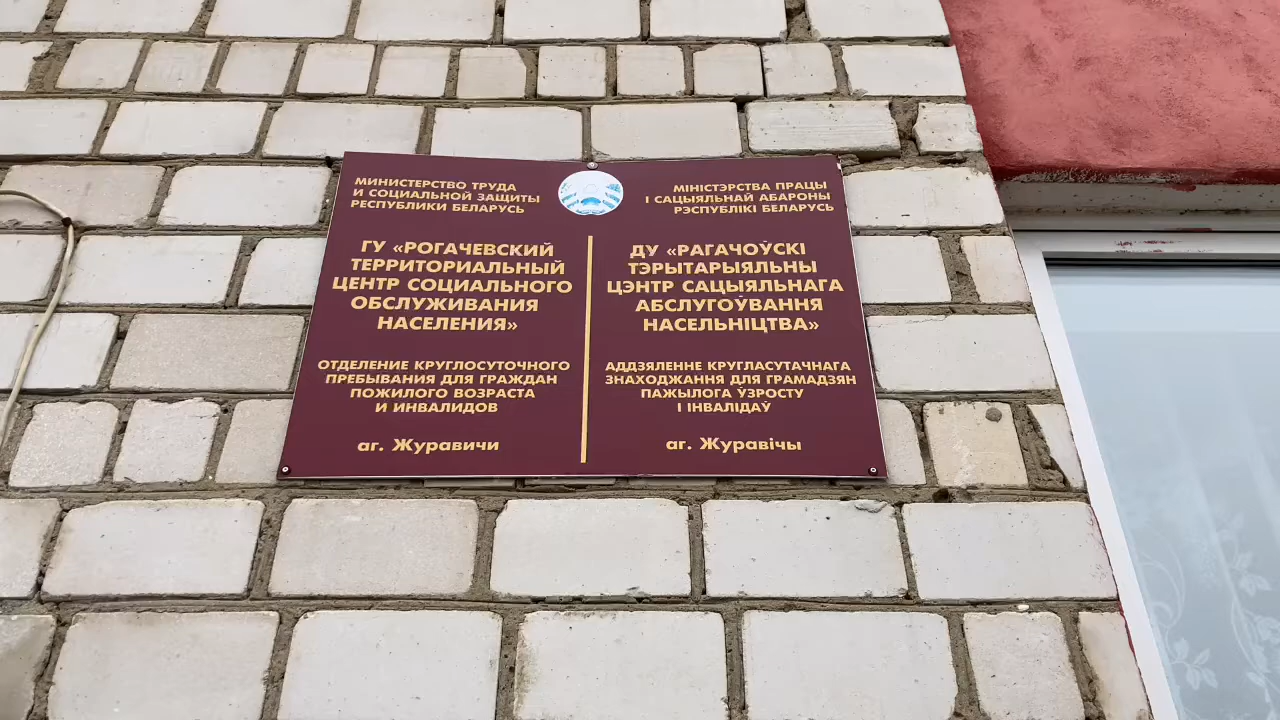 МИНИСТЕРСТВО ТРУДА
И СОЦИАЛЬНОЙ ЗАЩИТЫ
РЕСПУБЛИКИ БЕЛАРУСЬ
ГУ «РОГАЧЕВСКИЙ
ТЕРРИТОРИАЛЬНЫЙ
ЦЕНТР СОЦИАЛЬНОГО
ОБСЛУЖИВАНИЯ
НАСЕЛЕНИЯ»
ОТДЕЛЕНИЕ КРУГЛОСУТОЧНОГО
ПРЕБЫВАНИЯ ДЛЯ ГРАЖДАН
ПОЖИЛОГО ВОЗРАСТА
И ИНВАЛИДОВ
аг. Журавичи
МІНІСТЭРСТВА ПРАЦЫ
І САЦЫЯЛЬНАЙ АБАРОНЫ
РЭСПУБЛІКІ БЕЛАРУСЬ
ДУ «РАГАЧОЎСКІ
ТЭРЫТАРЫЯЛЬНЫ
ЦЭНТР САЦЫЯЛЬНАГА
АБСЛУГОЎВАННЯ
НАСЕЛЬНІЦТВА»
АДДЗЯЛЕННЕ КРУГЛАСУТАЧНАГА
ЗНАХОДЖАННЯ ДЛЯ ГРАМАДЗЯН
ПАЖЫЛОГА ЎЗРОСТУ
І ІНВАЛІДАЎ
аг. Журавічы